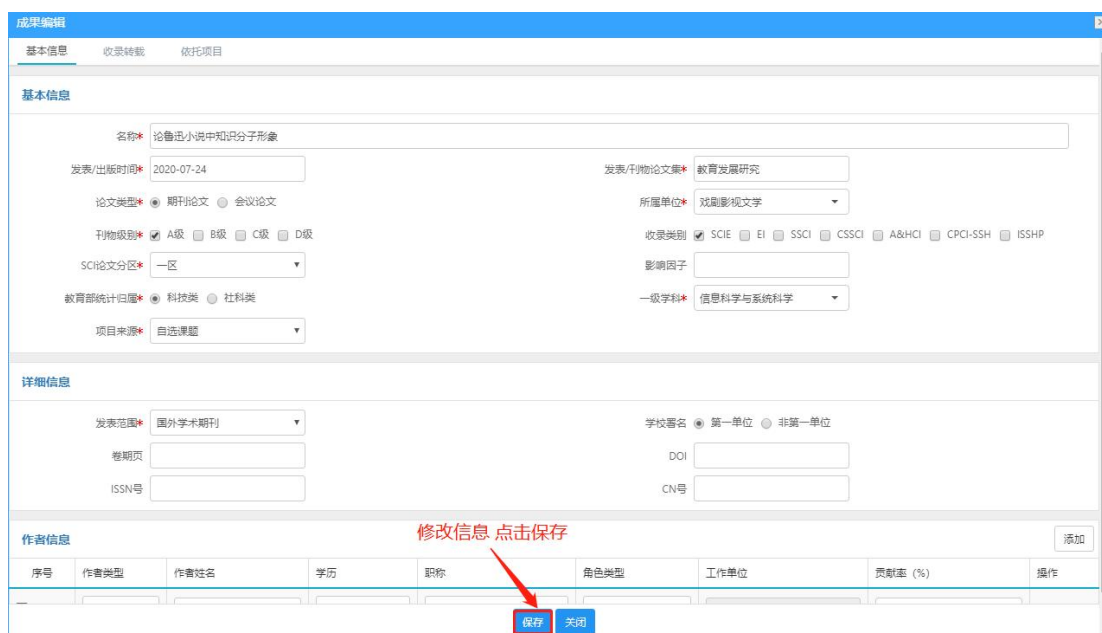 成果编辑
基本信息 收录转载 依托项目
基本信息
名称* 论鲁迅小说中知识分子形象
发表/出版时间* 2020-07-24 发表/刊物论文集* 教育发展研究
论文类型* 期刊论文 会议论文 所属单位* 戏剧影视文学
刊物级别* A级 B级 C级 D级 收录类别 SCIE EI SSCI CSSCI A&HCI CPCI-SSH ISSHP
SCI论文分区* 一区 影响因子
教育部统计归属* 科技类 社科类 一级学科* 信息科学与系统科学
项目来源* 自选课题
详细信息
发表范围* 国外学术期刊 学校署名 第一单位 非第一单位
卷期页 DOI
ISSN号 CN号
修改信息 点击保存
作者信息 添加
序号 作者类型 作者姓名 学历 职称 角色类型 工作单位 贡献率 (%) 操作
保存 关闭